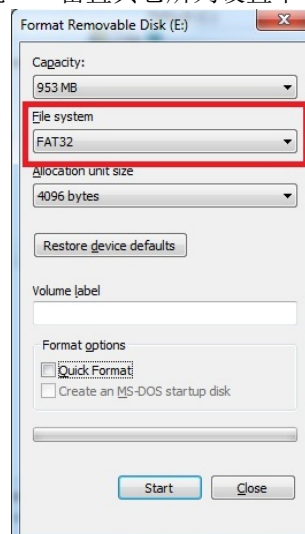 Format Removable Disk (E:)
Capacity:
953 MB
File system
FAT32
Allocation unit size
4096 bytes
Restore device defaults
Volume label
Format options
Quick Format
Create an MS-DOS startup disk
Start Close